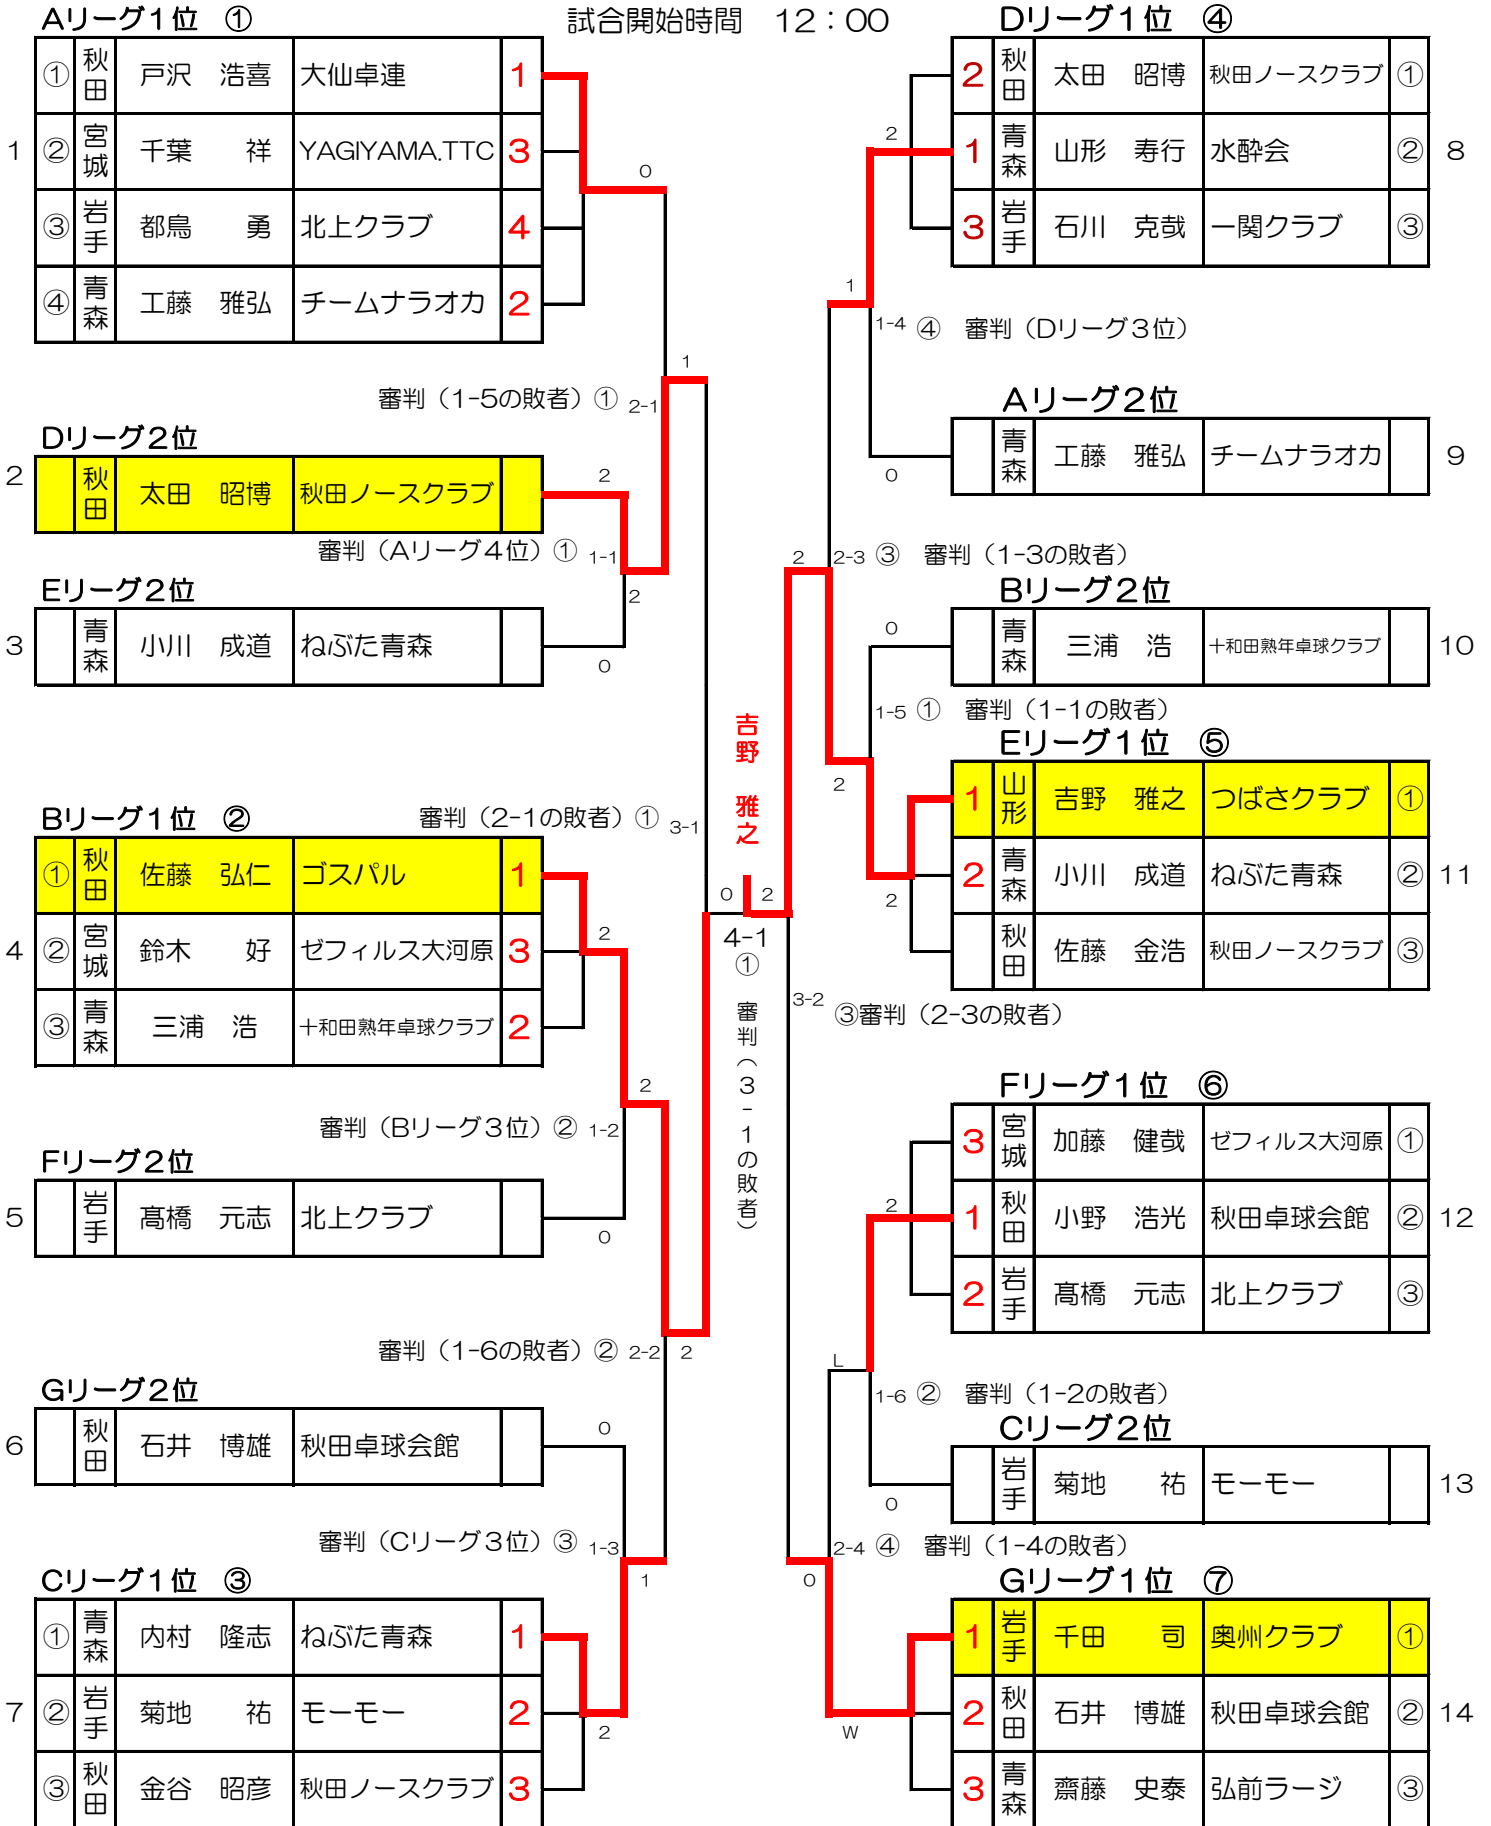 試合開始時間　12：00
Aリーグ1位　①
① 秋田 戸沢　浩喜 大仙卓連 1
1 ② 宮城 千葉　　祥 YAGIYAMA.TTC 3
③ 岩手 都鳥　　勇 北上クラブ 4
④ 青森 工藤　雅弘 チームナラオカ 2
0
1
審判（1-5の敗者）① 2-1
Dリーグ2位
2 秋田 太田　昭博 秋田ノースクラブ 2
審判（Aリーグ4位）① 1-1
2
Eリーグ2位
3 青森 小川　成道 ねぶた青森 0
Bリーグ1位　②
審判（2-1の敗者）① 3-1
① 秋田 佐藤　弘仁 ゴスパル 1
4 ② 宮城 鈴木　　好 ゼフィルス大河原 3
③ 青森 三浦　浩 十和田熟年卓球クラブ 2
2
2
審判（Bリーグ3位）② 1-2
Fリーグ2位
5 岩手 髙橋　元志 北上クラブ 0
審判（1-6の敗者）② 2-2 2
Gリーグ2位
6 秋田 石井　博雄 秋田卓球会館 0
審判（Cリーグ3位）③ 1-3
1
Cリーグ1位　③
① 青森 内村　隆志 ねぶた青森 1
7 ② 岩手 菊地　　祐 モーモー 2
③ 秋田 金谷　昭彦 秋田ノースクラブ 3
2
吉野　雅之
0 2
4-1
①
審判（3-1の敗者）
Dリーグ1位　④
2 秋田 太田　昭博 秋田ノースクラブ ①
2 1 青森 山形　寿行 水酔会 ② 8
3 岩手 石川　克哉 一関クラブ ③
1
1-4 ④　審判（Dリーグ3位）
Aリーグ2位
0 青森 工藤　雅弘 チームナラオカ 9
2 2-3 ③　審判（1-3の敗者）
Bリーグ2位
0 青森 三浦　浩 十和田熟年卓球クラブ 10
1-5 ①　審判（1-1の敗者）
Eリーグ1位　⑤
2
1 山形 吉野　雅之 つばさクラブ ①
2 青森 小川　成道 ねぶた青森 ② 11
2
秋田 佐藤　金浩 秋田ノースクラブ ③
3-2 ③審判（2-3の敗者）
Fリーグ1位　⑥
3 宮城 加藤　健哉 ゼフィルス大河原 ①
2 1 秋田 小野　浩光 秋田卓球会館 ② 12
2 岩手 髙橋　元志 北上クラブ ③
L
1-6 ②　審判（1-2の敗者）
Cリーグ2位
0 岩手 菊地　　祐 モーモー 13
2-4 ④　審判（1-4の敗者）
0
Gリーグ1位　⑦
1 岩手 千田　　司 奥州クラブ ①
2 秋田 石井　博雄 秋田卓球会館 ② 14
W
3 青森 齋藤　史泰 弘前ラージ ③